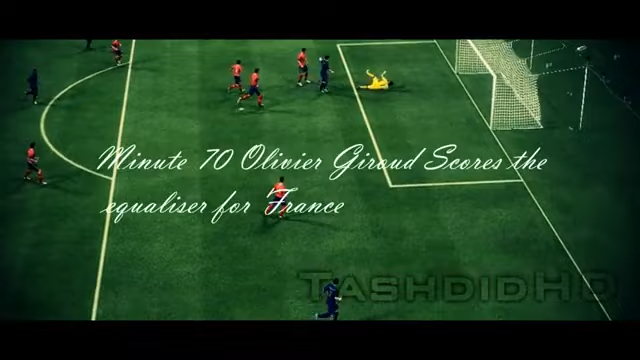 Minute 70 Olivier Giroud Scores the
equaliser for France
TASHDIDHD